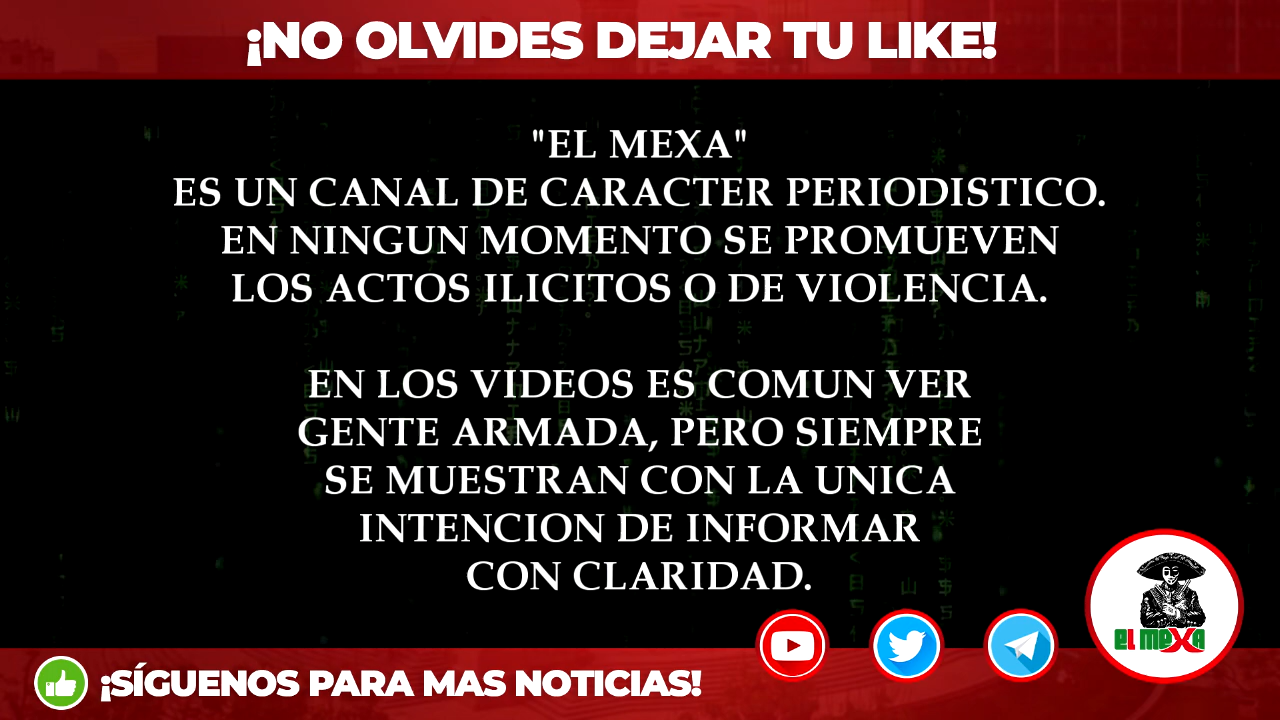 ¡NO OLVIDES DEJAR TU LIKE!
"EL MEXA"
ES UN CANAL DE CARACTER PERIODISTICO.
EN NINGUN MOMENTO SE PROMUEVEN
LOS ACTOS ILICITOS O DE VIOLENCIA.
EN LOS VIDEOS ES COMUN VER
GENTE ARMADA, PERO SIEMPRE
SE MUESTRAN CON LA UNICA
INTENCION DE INFORMAR
CON CLARIDAD.
EL MEXA
¡SÍGUENOS PARA MAS NOTICIAS!